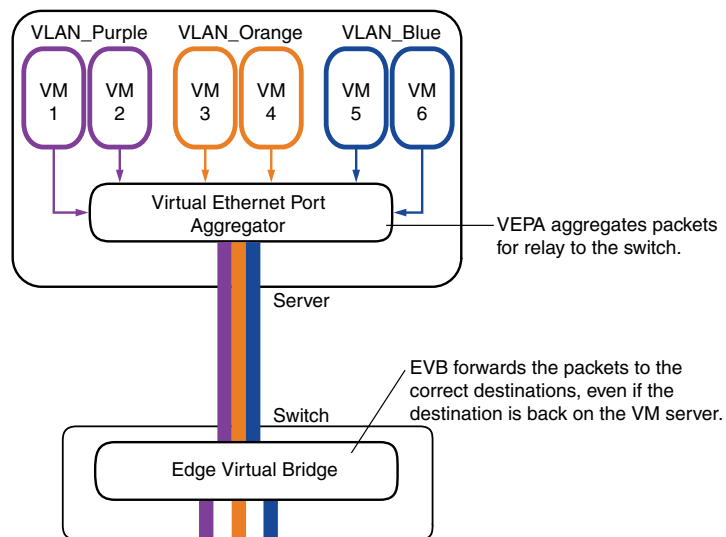 VLAN_Purple VLAN_Orange VLAN_Blue
VM 1
VM 2
VM 3
VM 4
VM 5
VM 6
Virtual Ethernet Port
Aggregator
VEPA aggregates packets
for relay to the switch.
Server
EVB forwards the packets to the
correct destinations, even if the
destination is back on the VM server.
Switch
Edge Virtual Bridge